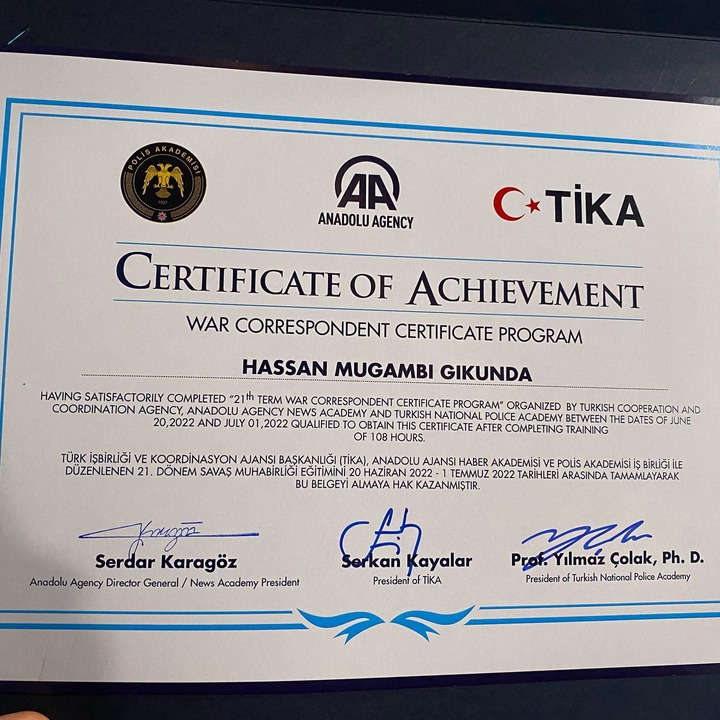 POLİS AKADEMİSİ
1937
AA
ANADOLU AGENCY
TİKA
CERTIFICATE OF ACHIEVEMENT
WAR CORRESPONDENT CERTIFICATE PROGRAM
HASSAN MUGAMBI GIKUNDA
HAVING SATISFACTORILY COMPLETED "21th TERM WAR CORRESPONDENT CERTIFICATE PROGRAM" ORGANIZED BY TURKISH COOPERATION AND
COORDINATION AGENCY, ANADOLU AGENCY NEWS ACADEMY AND TURKISH NATIONAL POLICE ACADEMY BETWEEN THE DATES OF JUNE
20,2022 AND JULY 01,2022 QUALIFIED TO OBTAIN THIS CERTIFICATE AFTER COMPLETING TRAINING
OF 108 HOURS.
TÜRK İŞBİRLİĞİ VE KOORDİNASYON AJANSI BAŞKANLIĞI (TİKA), ANADOLU AJANSI HABER AKADEMİSİ VE POLİS AKADEMİSİ İŞ BİRLİĞİ İLE
DÜZENLENEN 21. DÖNEM SAVAŞ MUHABİRLİĞİ EĞİTİMİNİ 20 HAZİRAN 2022 - 1 TEMMUZ 2022 TARİHLERİ ARASINDA TAMAMLAYARAK
BU BELGEYİ ALMAYA HAK KAZANMIŞTIR.
Serdar Karagöz
Anadolu Agency Director General / News Academy President
Serkan Kayalar
President of TİKA
Prof. Yılmaz Çolak, Ph. D.
President of Turkish National Police Academy